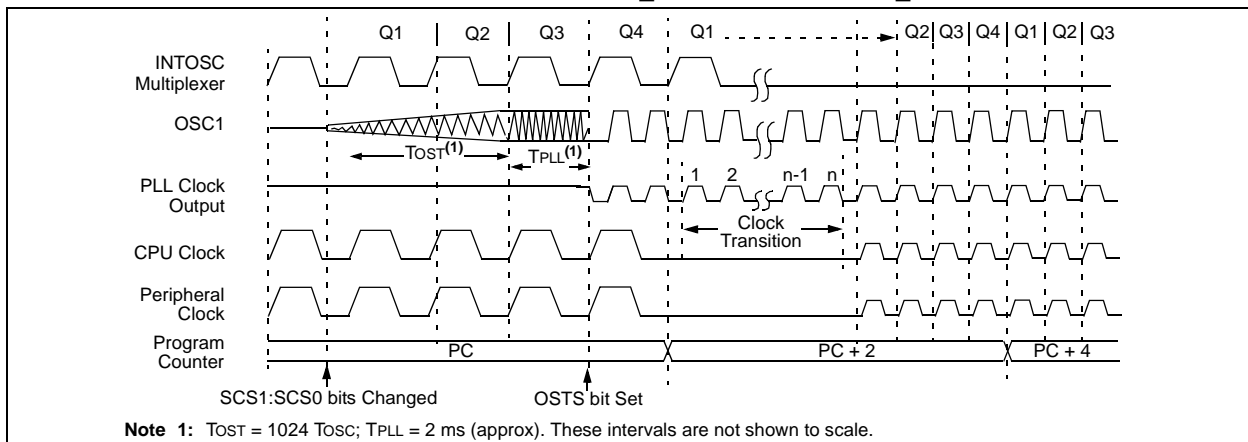 Q1 Q2 Q3 Q4 Q1 Q2 Q3 Q4 Q1 Q2 Q3
INTOSC
Multiplexer
OSC1
TOST(1) TPLL(1)
1 2 n-1 n
PLL Clock
Output
Clock
Transition
CPU Clock
Peripheral
Clock
Program
Counter
PC PC + 2 PC + 4
SCS1:SCS0 bits Changed OSTS bit Set
Note 1: TOST = 1024 TOSC; TPLL = 2 ms (approx). These intervals are not shown to scale.